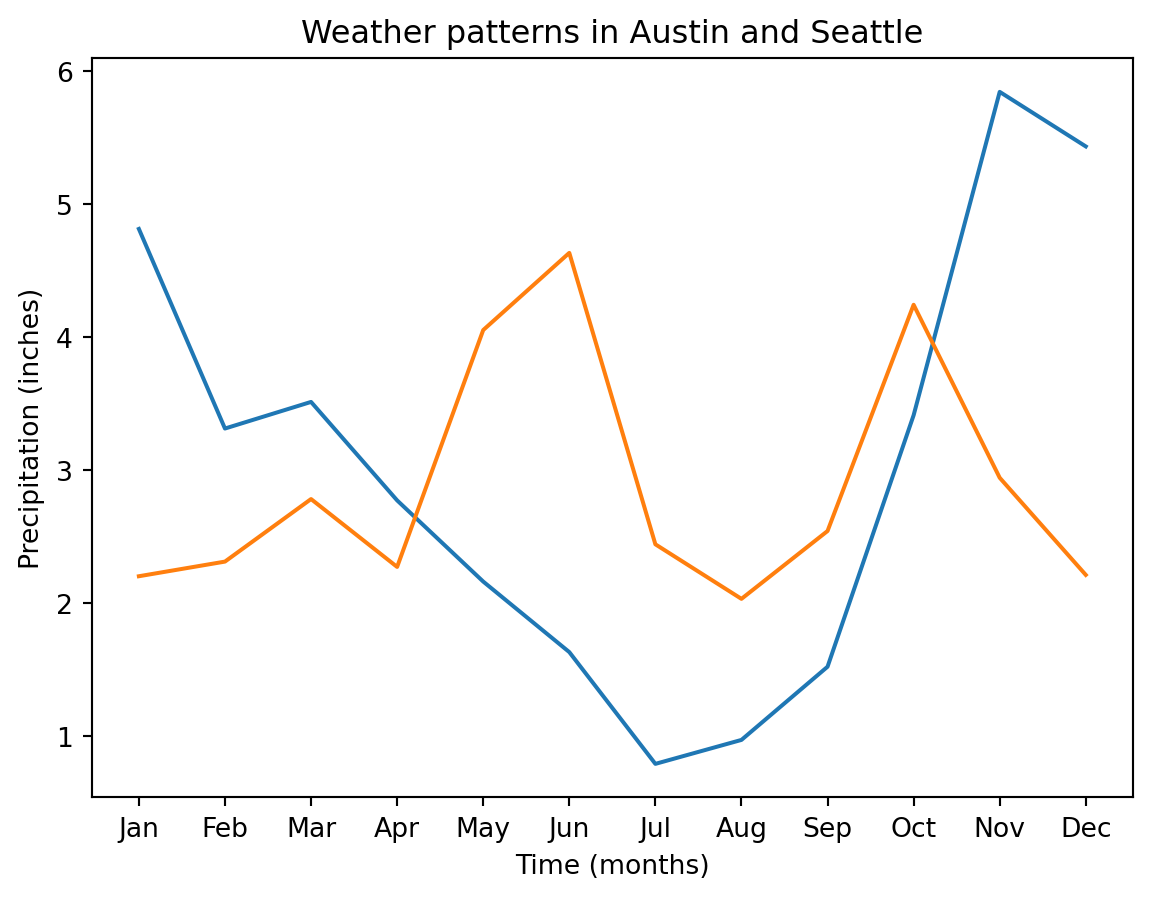 Weather patterns in Austin and Seattle
Precipitation (inches)
6
5
4
3
2
1
Jan Feb Mar Apr May Jun Jul Aug Sep Oct Nov Dec
Time (months)